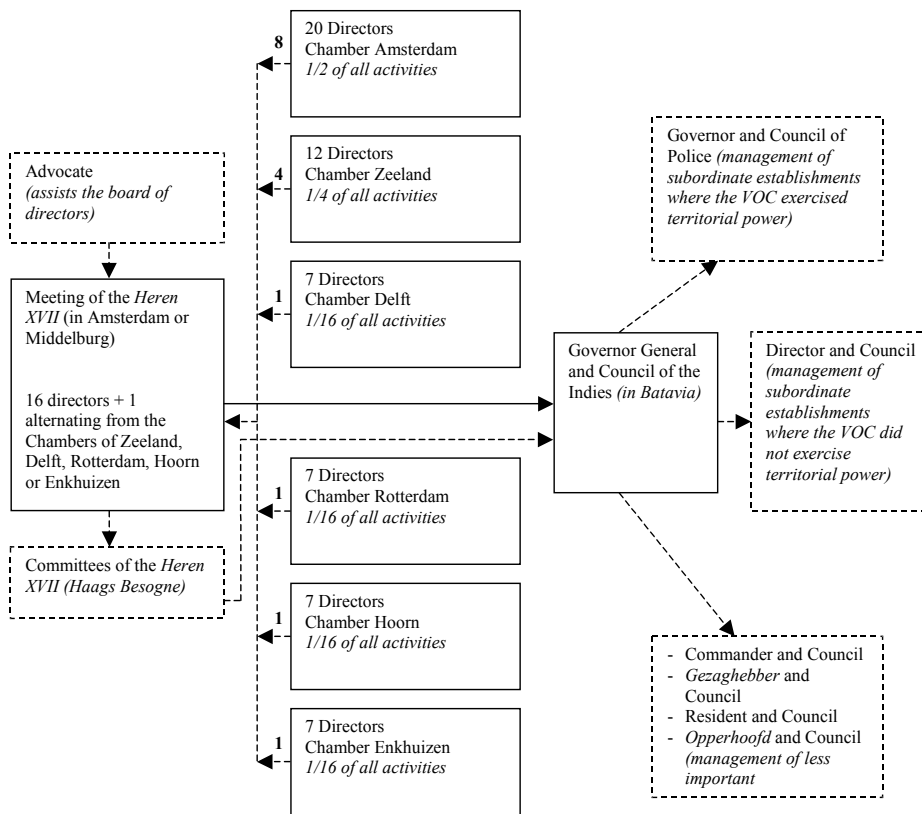 Advocate
(assists the board of
directors)
Meeting of the Heren
XVII (in Amsterdam or
Middelburg)
16 directors + 1
alternating from the
Chambers of Zeeland,
Delft, Rotterdam, Hoorn
or Enkhuizen
Committees of the Heren
XVII (Haags Besogne)
8
20 Directors
Chamber Amsterdam
1/2 of all activities
4
12 Directors
Chamber Zeeland
1/4 of all activities
1
7 Directors
Chamber Delft
1/16 of all activities
1
7 Directors
Chamber Rotterdam
1/16 of all activities
1
7 Directors
Chamber Hoorn
1/16 of all activities
1
7 Directors
Chamber Enkhuizen
1/16 of all activities
Governor General
and Council of the
Indies (in Batavia)
Governor and Council of
Police (management of
subordinate establishments
where the VOC exercised
territorial power)
Director and Council
(management of
subordinate
establishments
where the VOC did
not exercise
territorial power)
- Commander and Council
- Gezaghebber and
Council
- Resident and Council
- Opperhoofd and Council
(management of less
important